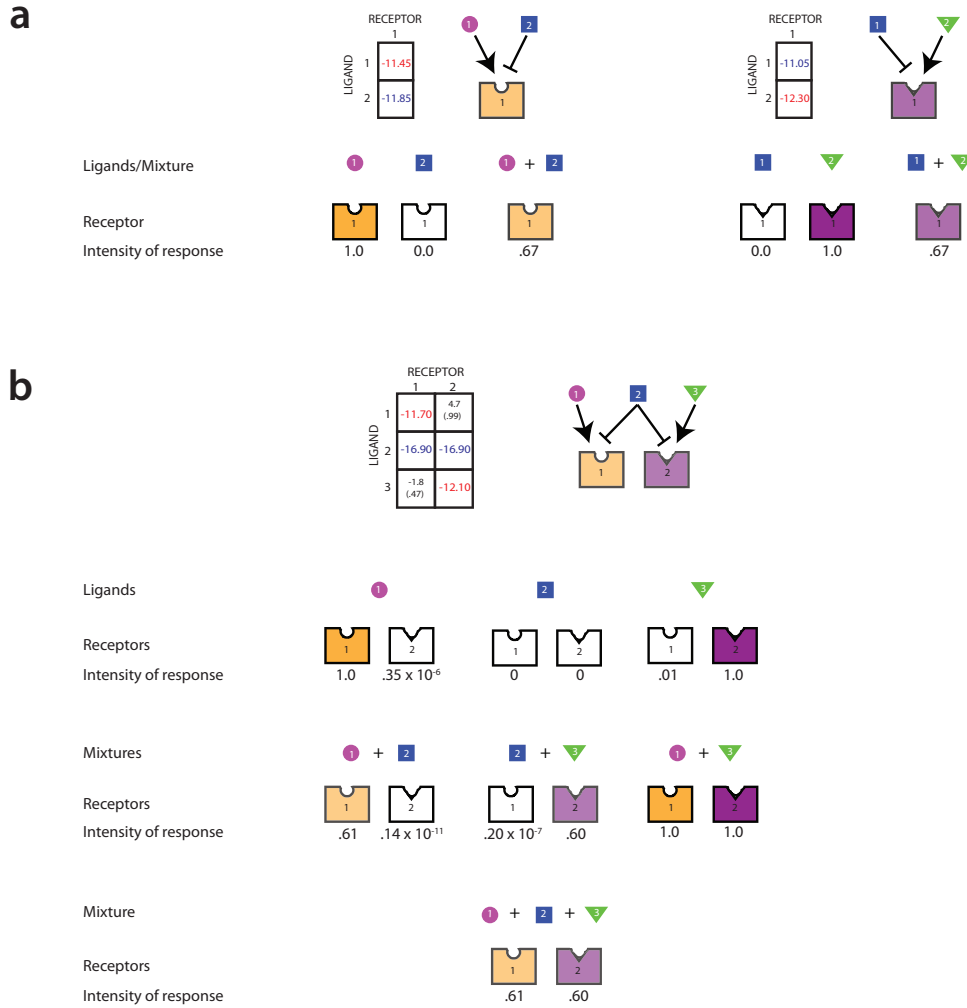 a
RECEPTOR
1
LIGAND
1 -11.45
2 -11.85
1 2
1
RECEPTOR
1
LIGAND
1 -11.05
2 -12.30
1 2
1
Ligands/Mixture 1 2 1 + 2 1 2 1 + 2
Receptor 1 1 1 1 1 1
Intensity of response 1.0 0.0 .67 0.0 1.0 .67
b
RECEPTOR
1 2
LIGAND
1 -11.70 4.7 (.99)
2 -16.90 -16.90
3 -1.8 (.47) -12.10
1 2 3
1 2
Ligands 1 2 3
Receptors 1 2 1 2 1 2
Intensity of response 1.0 .35 x 10⁻⁶ 0 0 .01 1.0
Mixtures 1 + 2 2 + 3 1 + 3
Receptors 1 2 1 2 1 2
Intensity of response .61 .14 x 10⁻¹¹ .20 x 10⁻⁷ .60 1.0 1.0
Mixture 1 + 2 + 3
Receptors 1 2
Intensity of response .61 .60